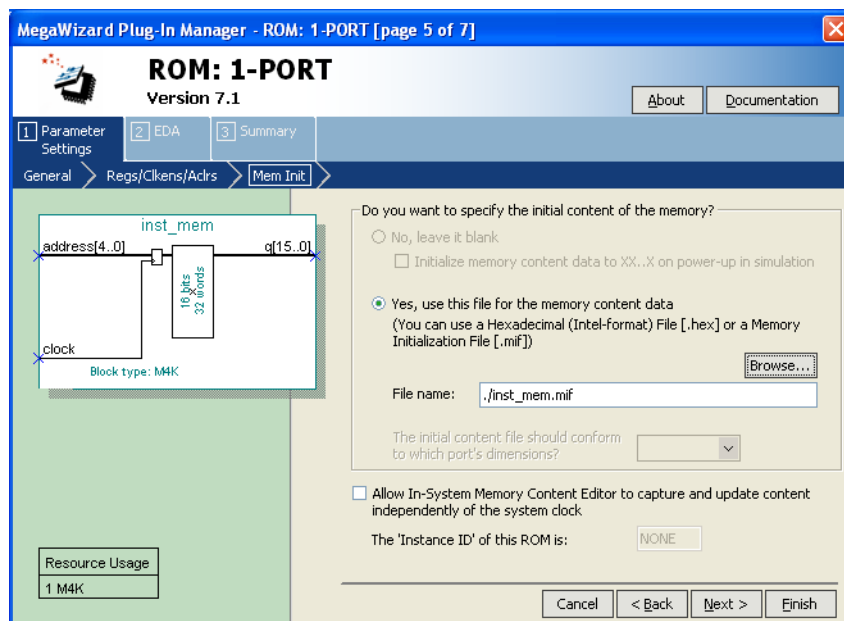 MegaWizard Plug-In Manager - ROM: 1-PORT [page 5 of 7]
ROM: 1-PORT
Version 7.1
About
Documentation
1 Parameter Settings
2 EDA
3 Summary
General
Regs/Clkens/Aclrs
Mem Init
inst_mem
address[4..0]
q[15..0]
16 bits
32 words
clock
Block type: M4K
Resource Usage
1 M4K
Do you want to specify the initial content of the memory?
No, leave it blank
Initialize memory content data to XX..X on power-up in simulation
Yes, use this file for the memory content data
(You can use a Hexadecimal (Intel-format) File [.hex] or a Memory
Initialization File [.mif])
Browse...
File name:
./inst_mem.mif
The initial content file should conform
to which port's dimensions?
Allow In-System Memory Content Editor to capture and update content
independently of the system clock
The 'Instance ID' of this ROM is:
NONE
Cancel
< Back
Next >
Finish